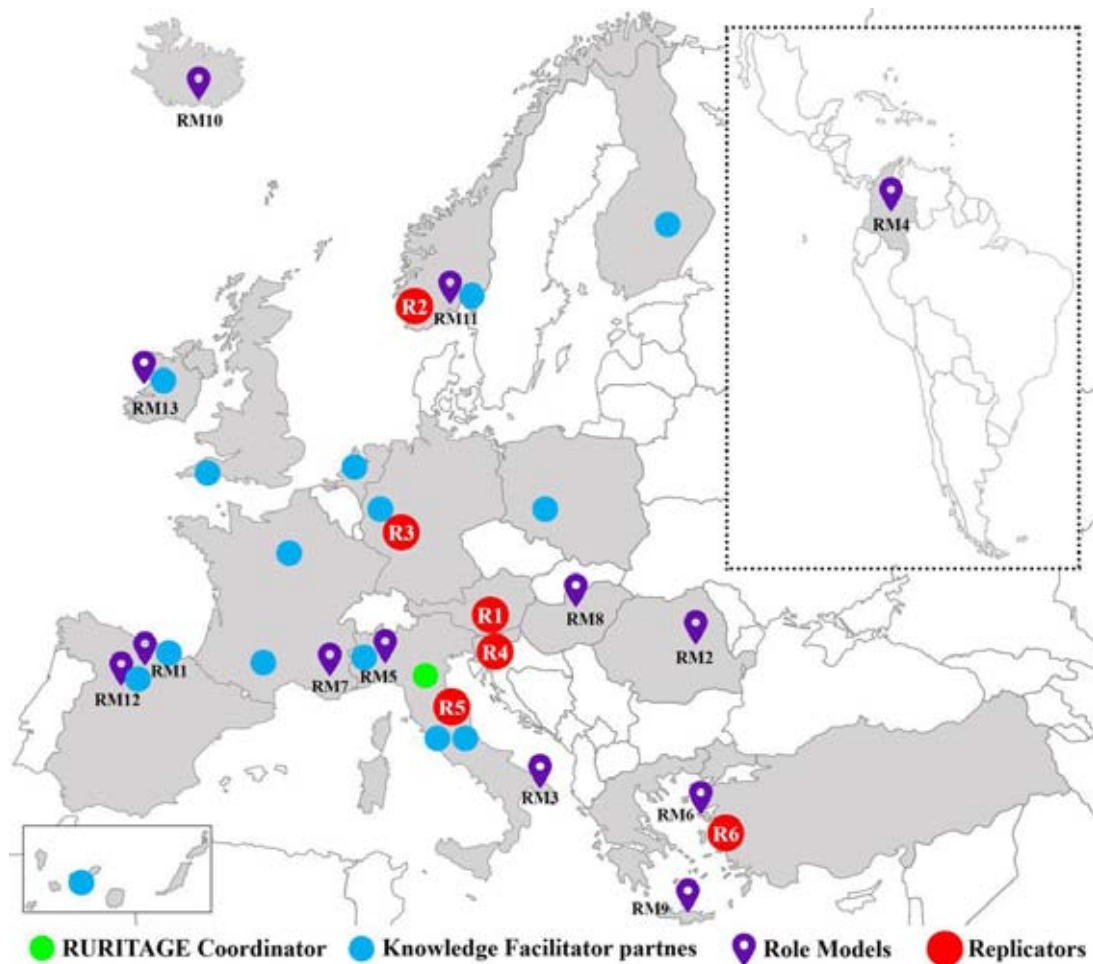 RM10
RM4
R2
RM11
RM13
R3
R1
RM8
R4
RM2
RM1
RM12
RM7
RM5
R5
RM3
RM6
R6
RM9
RURITAGE Coordinator Knowledge Facilitator partnes Role Models Replicators